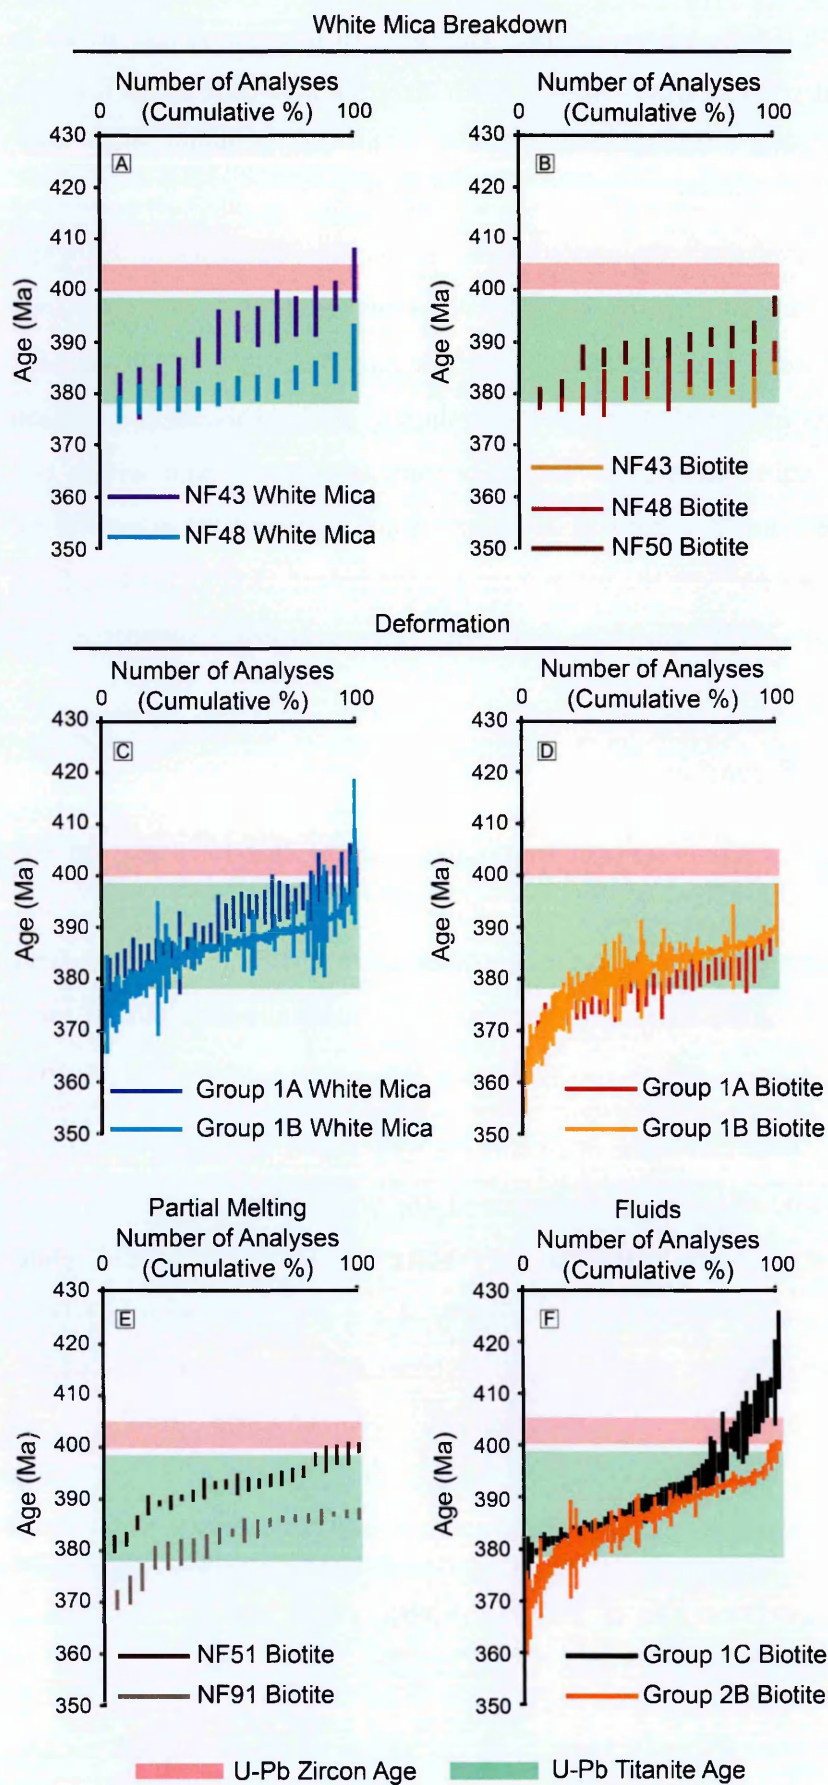 White Mica Breakdown
Number of Analyses
(Cumulative %)
0
100
430
420
410
400
390
380
370
360
350
Age (Ma)
A
NF43 White Mica
NF48 White Mica
Number of Analyses
(Cumulative %)
0
100
430
420
410
400
390
380
370
360
350
Age (Ma)
B
NF43 Biotite
NF48 Biotite
NF50 Biotite
Deformation
Number of Analyses
(Cumulative %)
0
100
430
420
410
400
390
380
370
360
350
Age (Ma)
C
Group 1A White Mica
Group 1B White Mica
Number of Analyses
(Cumulative %)
0
100
430
420
410
400
390
380
370
360
350
Age (Ma)
D
Group 1A Biotite
Group 1B Biotite
Partial Melting
Number of Analyses
(Cumulative %)
0
100
430
420
410
400
390
380
370
360
350
Age (Ma)
E
NF51 Biotite
NF91 Biotite
Fluids
Number of Analyses
(Cumulative %)
0
100
430
420
410
400
390
380
370
360
350
Age (Ma)
F
Group 1C Biotite
Group 2B Biotite
U-Pb Zircon Age
U-Pb Titanite Age